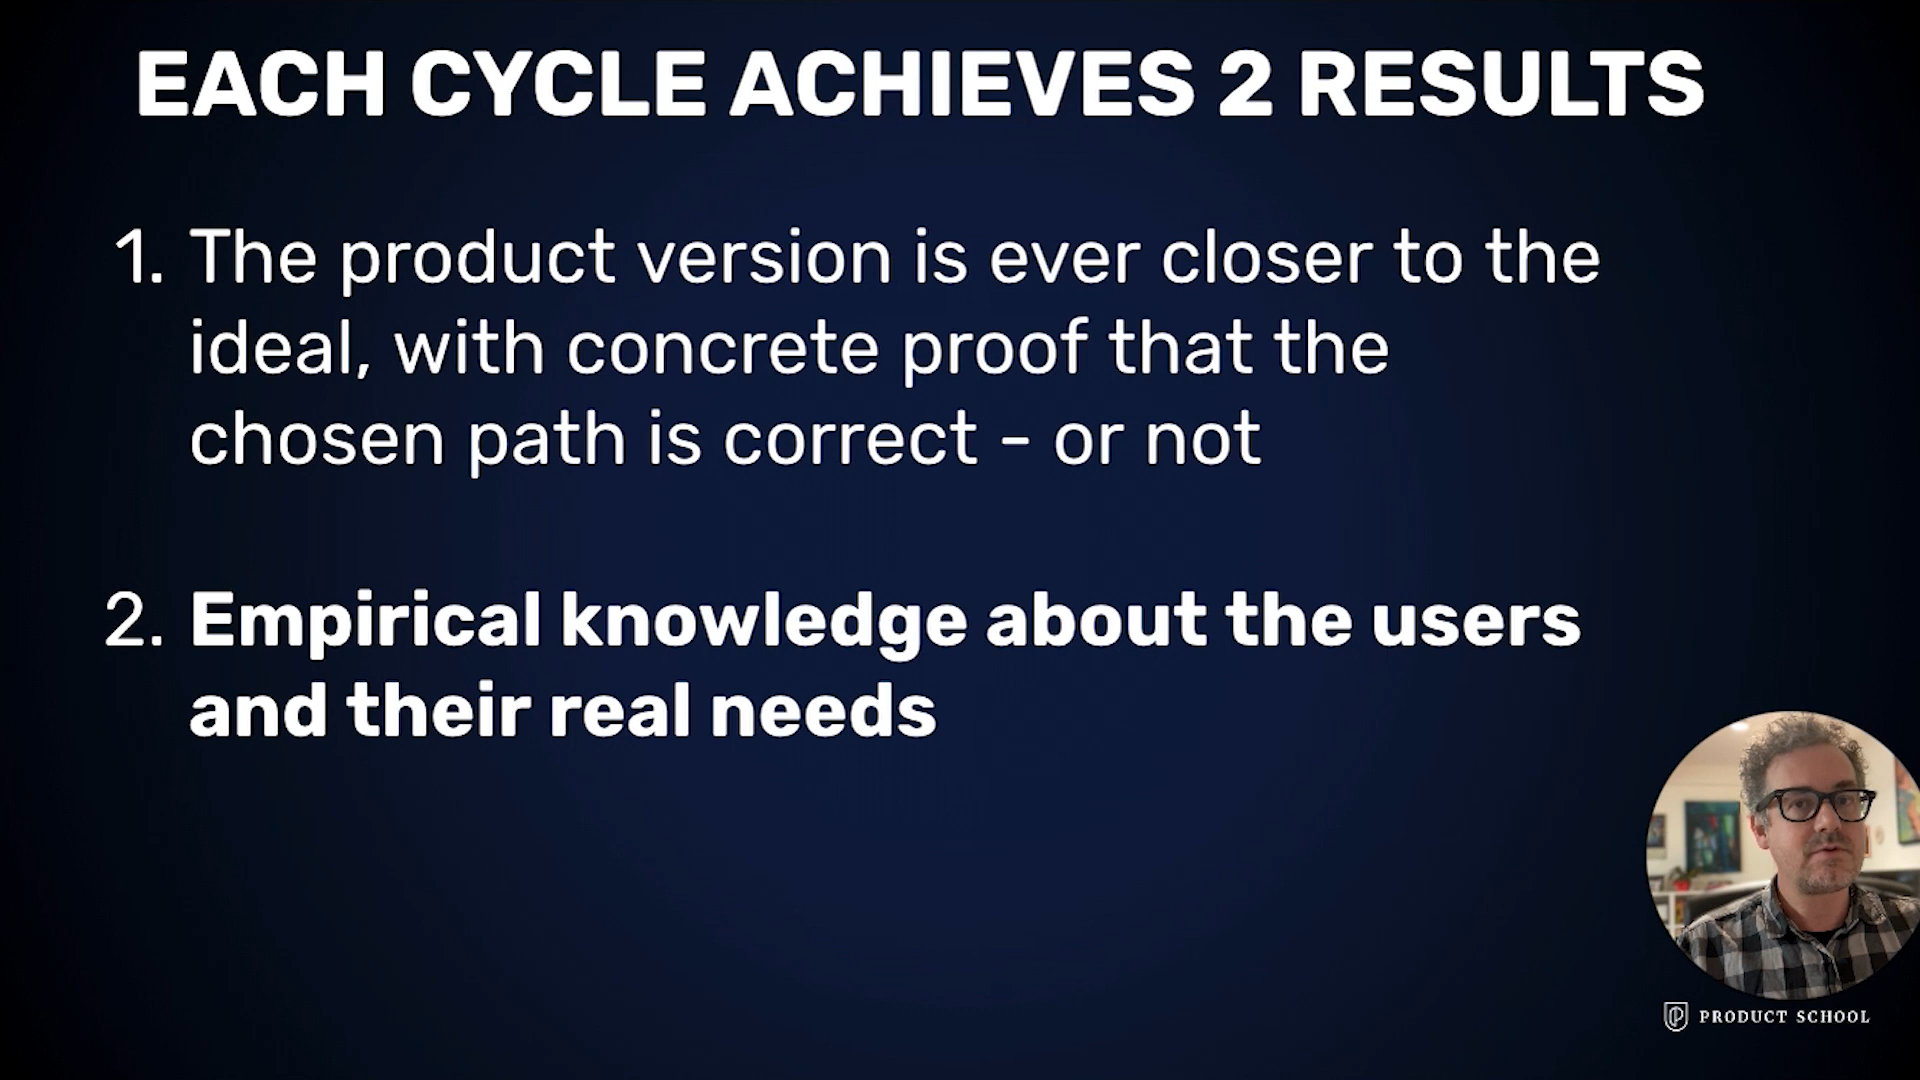 EACH CYCLE ACHIEVES 2 RESULTS
1. The product version is ever closer to the
ideal, with concrete proof that the
chosen path is correct - or not
2. Empirical knowledge about the users
and their real needs
PRODUCT SCHOOL